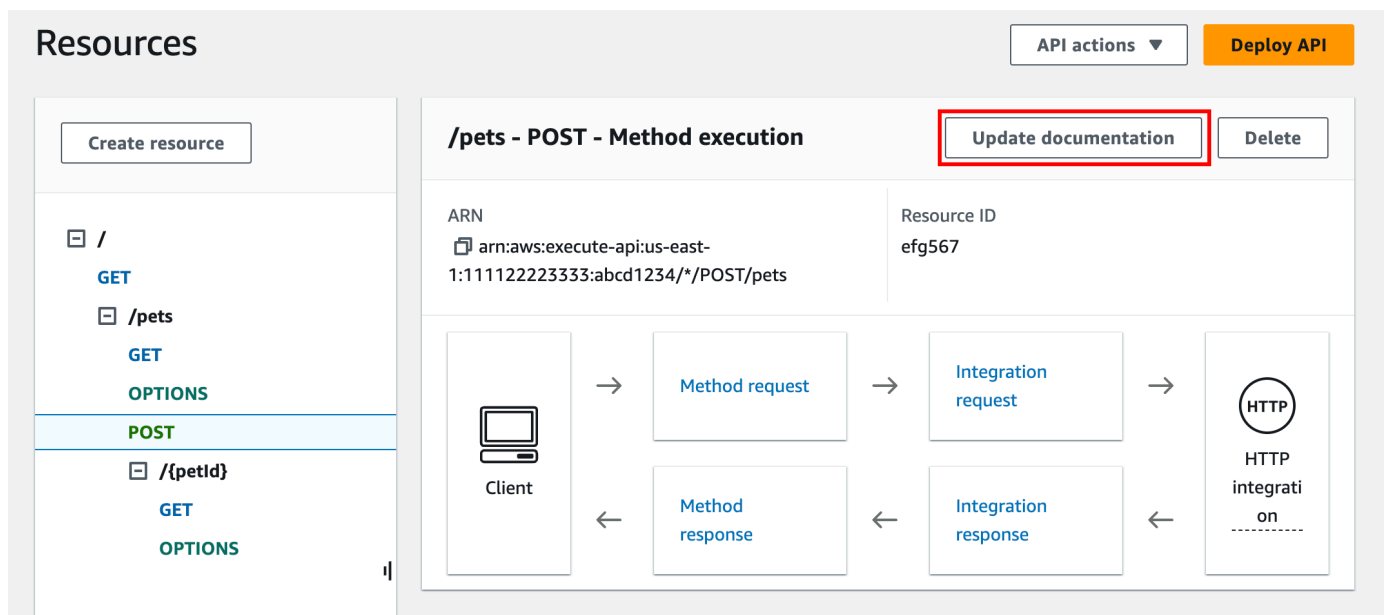 Resources
API actions
Deploy API
Create resource
/
GET
/pets
GET
OPTIONS
POST
/{petId}
GET
OPTIONS
/pets - POST - Method execution
Update documentation
Delete
ARN
arn:aws:execute-api:us-east-
1:111122223333:abcd1234/*/POST/pets
Resource ID
efg567
Client
Method request
Integration
request
HTTP
HTTP
integrati
on
Method
response
Integration
response